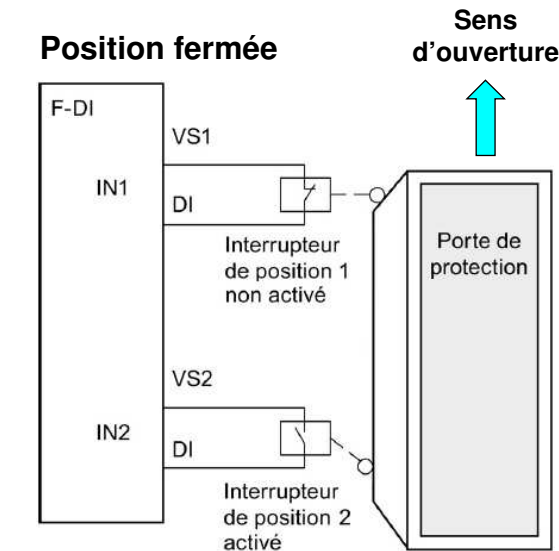 Position fermée
Sens
d'ouverture
F-DI
VS1
IN1
DI
Interrupteur
de position 1
non activé
Porte de
protection
VS2
IN2
DI
Interrupteur
de position 2
activé